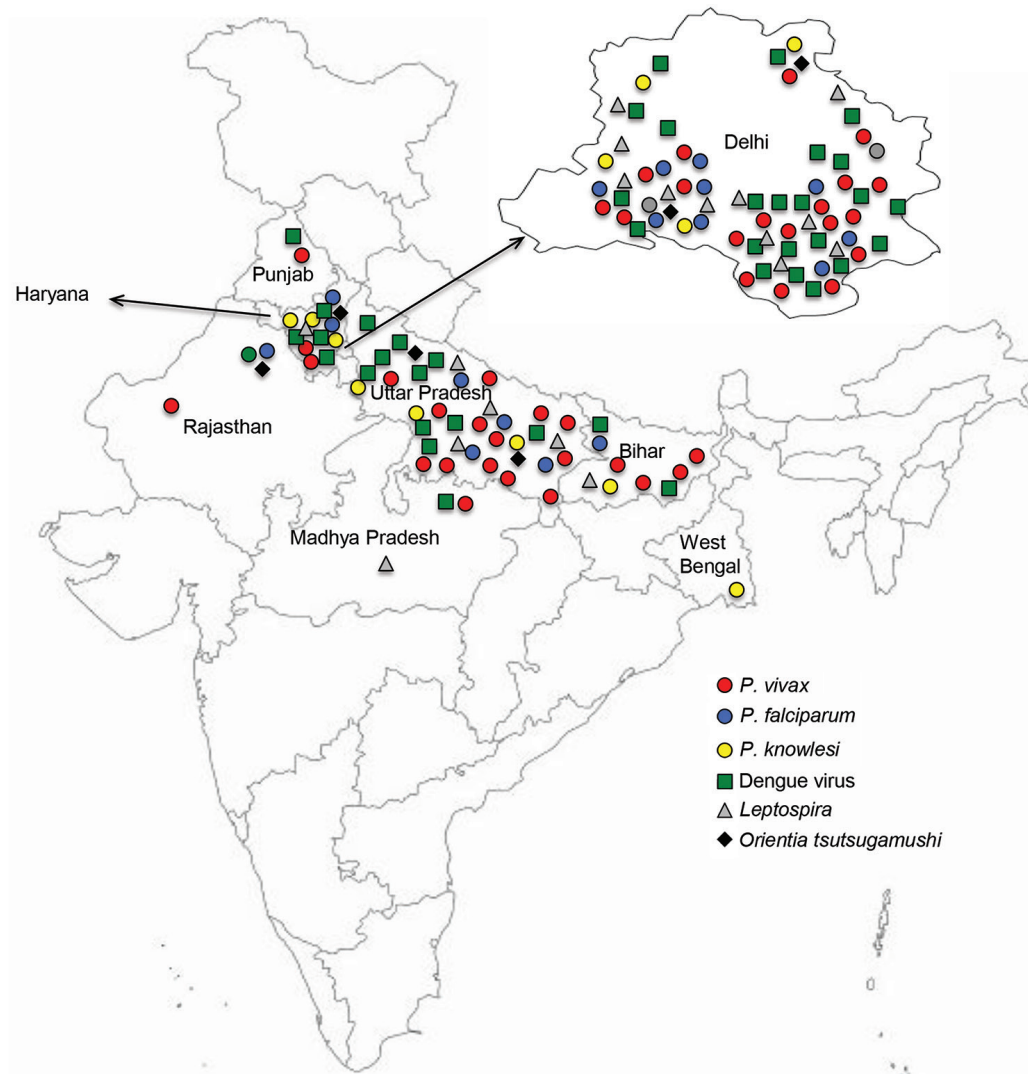 Delhi
Punjab
Haryana
Uttar Pradesh
Rajasthan
Bihar
Madhya Pradesh
West
Bengal
P. vivax
P. falciparum
P. knowlesi
Dengue virus
Leptospira
Orientia tsutsugamushi